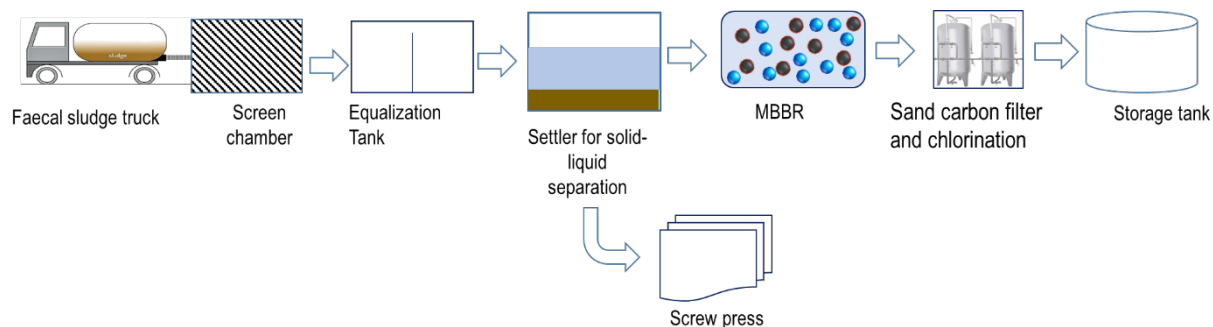 sludge
Faecal sludge truck
Screen
chamber
Equalization
Tank
Settler for solid-
liquid
separation
MBBR
Sand carbon filter
and chlorination
Storage tank
Screw press